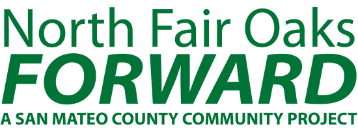 North Fair Oaks
FORWARD
A SAN MATEO COUNTY COMMUNITY PROJECT